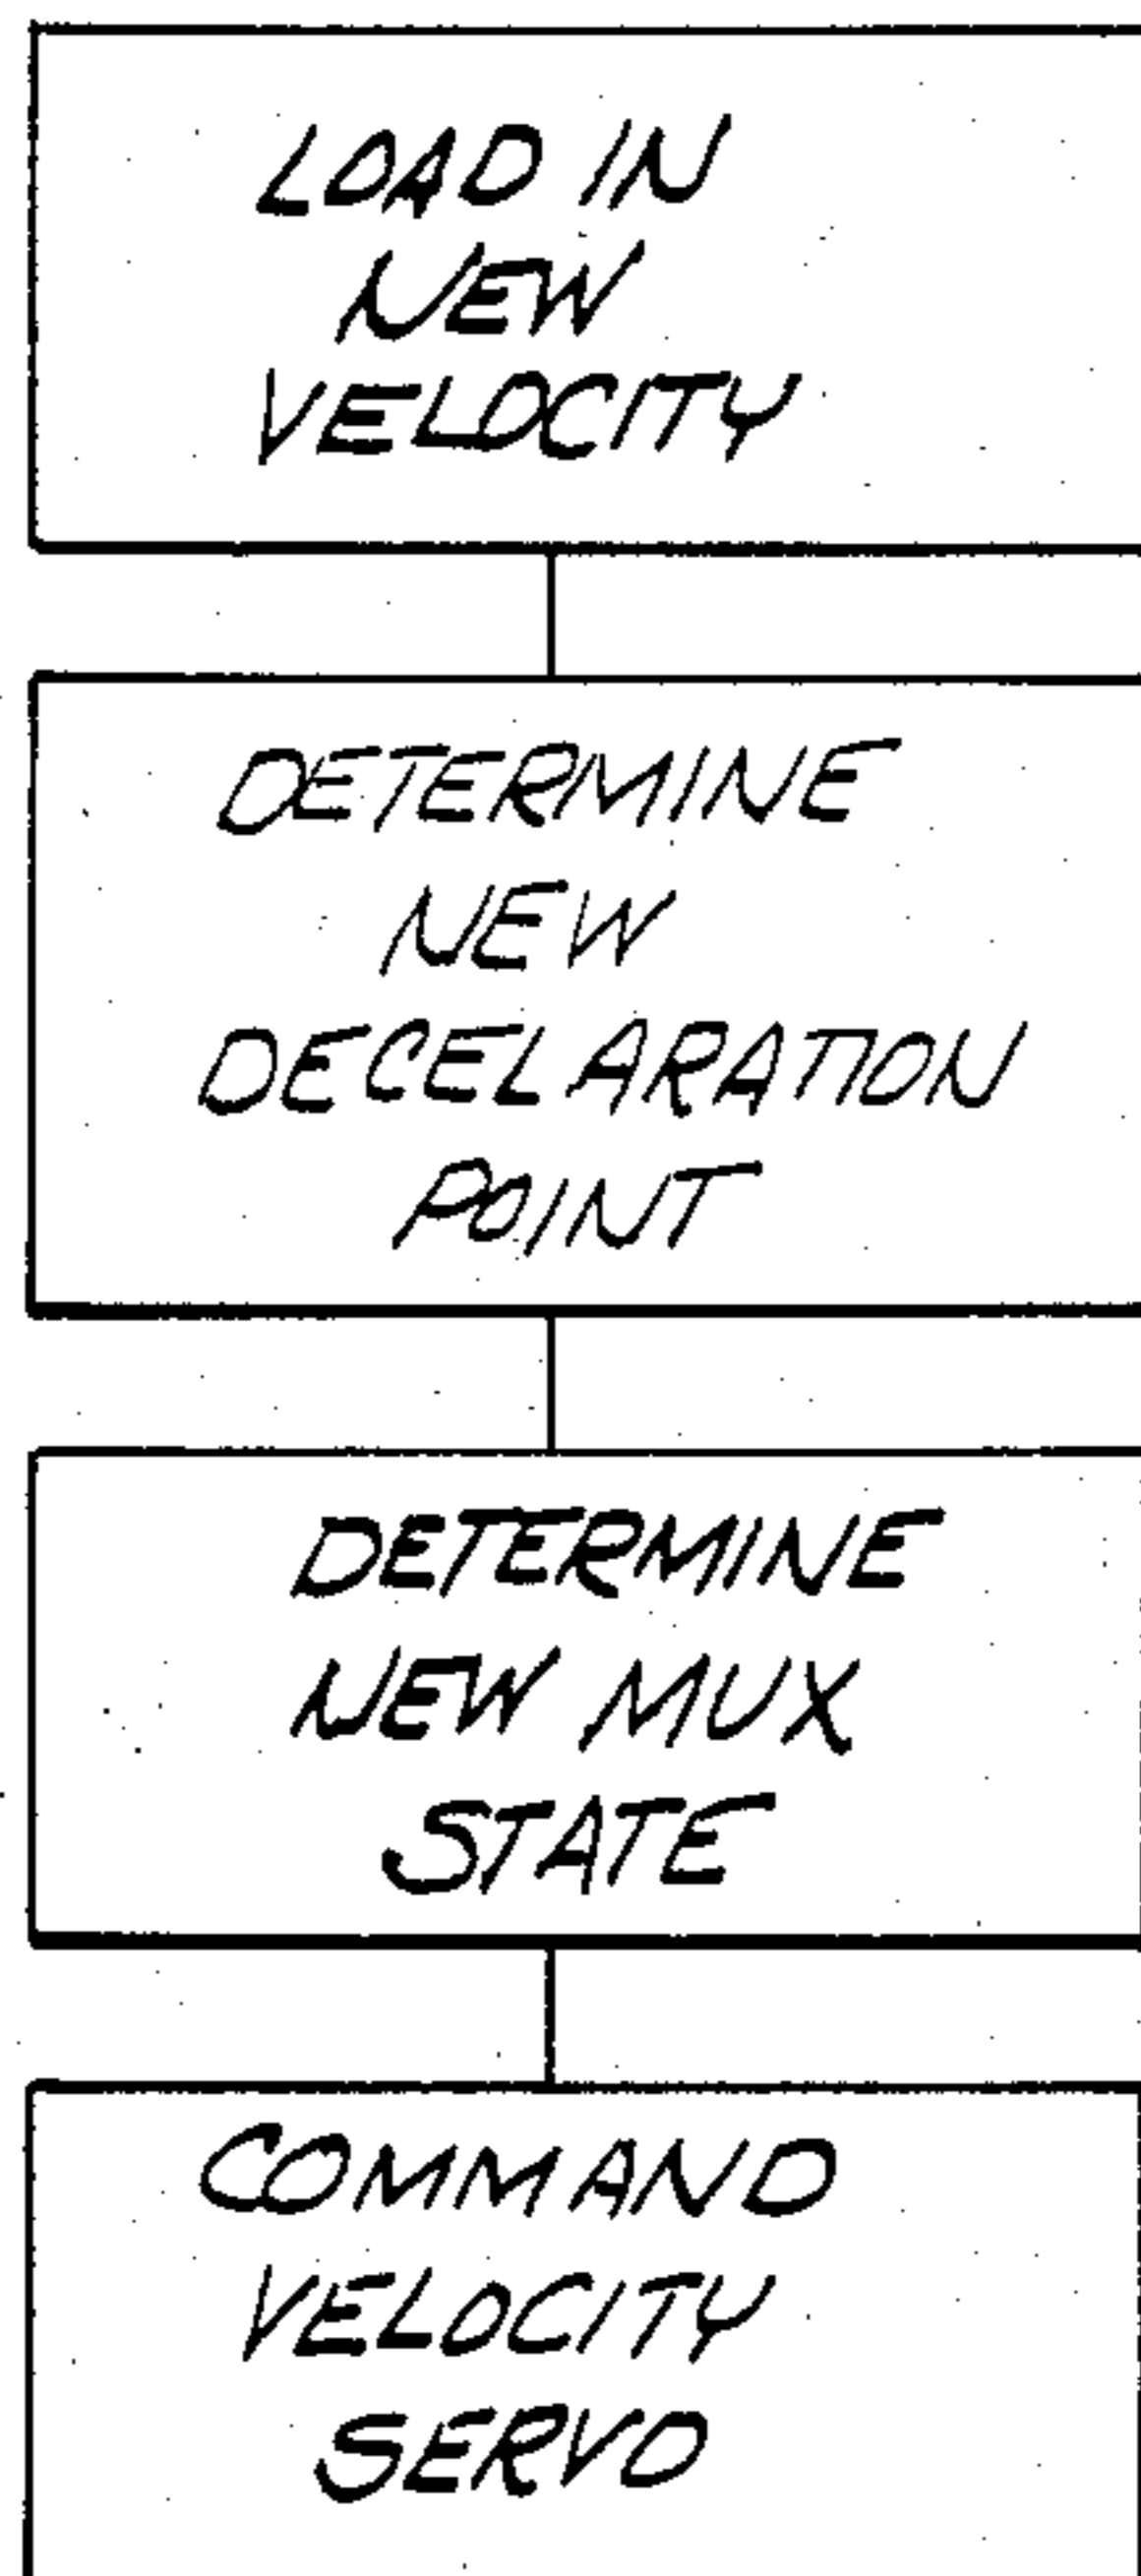 LOAD IN
NEW
VELOCITY
DETERMINE
NEW
DECELARATION
POINT
DETERMINE
NEW MUX
STATE
COMMAND
VELOCITY
SERVO